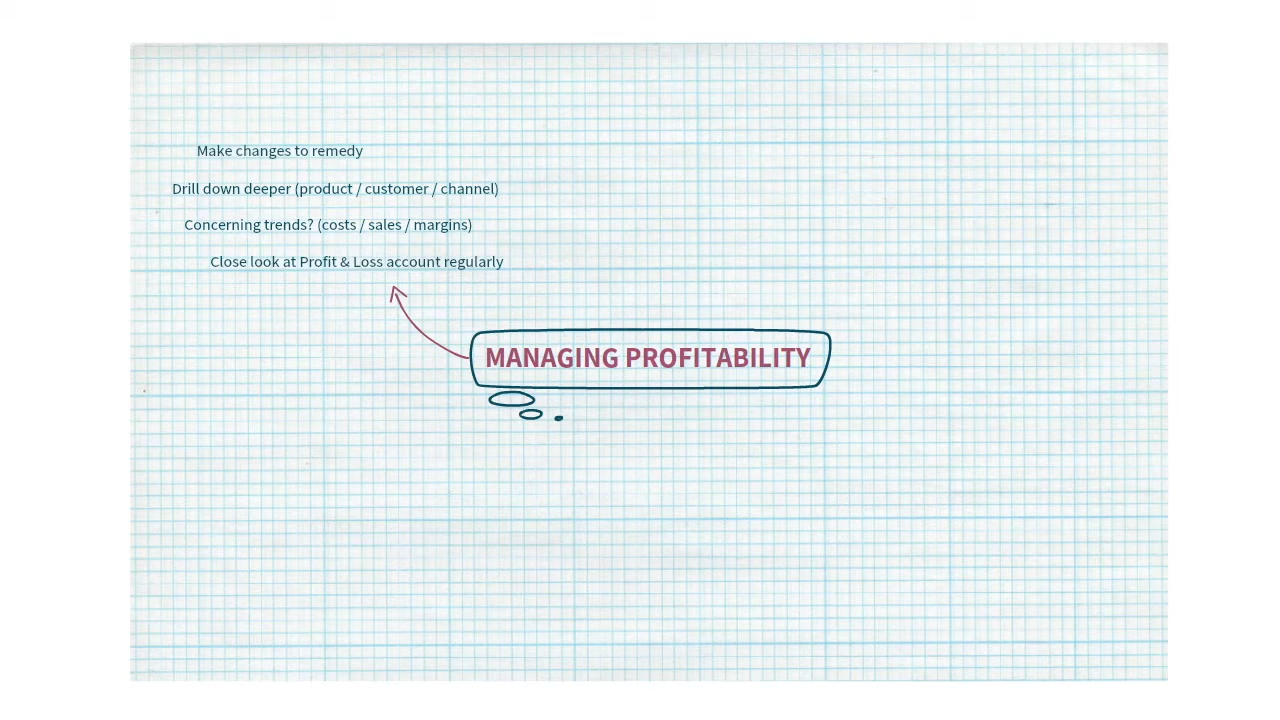 Make changes to remedy
Drill down deeper (product / customer / channel)
Concerning trends? (costs / sales / margins)
Close look at Profit & Loss account regularly
MANAGING PROFITABILITY